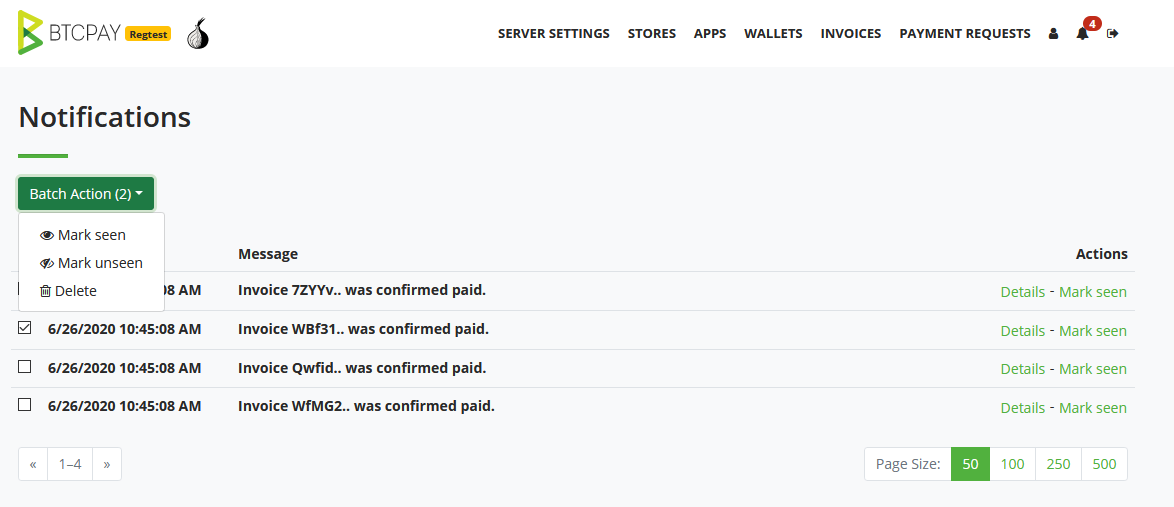 BTCPAY Regtest SERVER SETTINGS STORES APPS WALLETS INVOICES PAYMENT REQUESTS 4
Notifications
Batch Action (2)
Mark seen
Mark unseen
Delete
Message Actions
08 AM Invoice 7ZYYv.. was confirmed paid. Details - Mark seen
6/26/2020 10:45:08 AM Invoice WBf31.. was confirmed paid. Details - Mark seen
6/26/2020 10:45:08 AM Invoice Qwfid.. was confirmed paid. Details - Mark seen
6/26/2020 10:45:08 AM Invoice WfMG2.. was confirmed paid. Details - Mark seen
« 1–4 » Page Size: 50 100 250 500